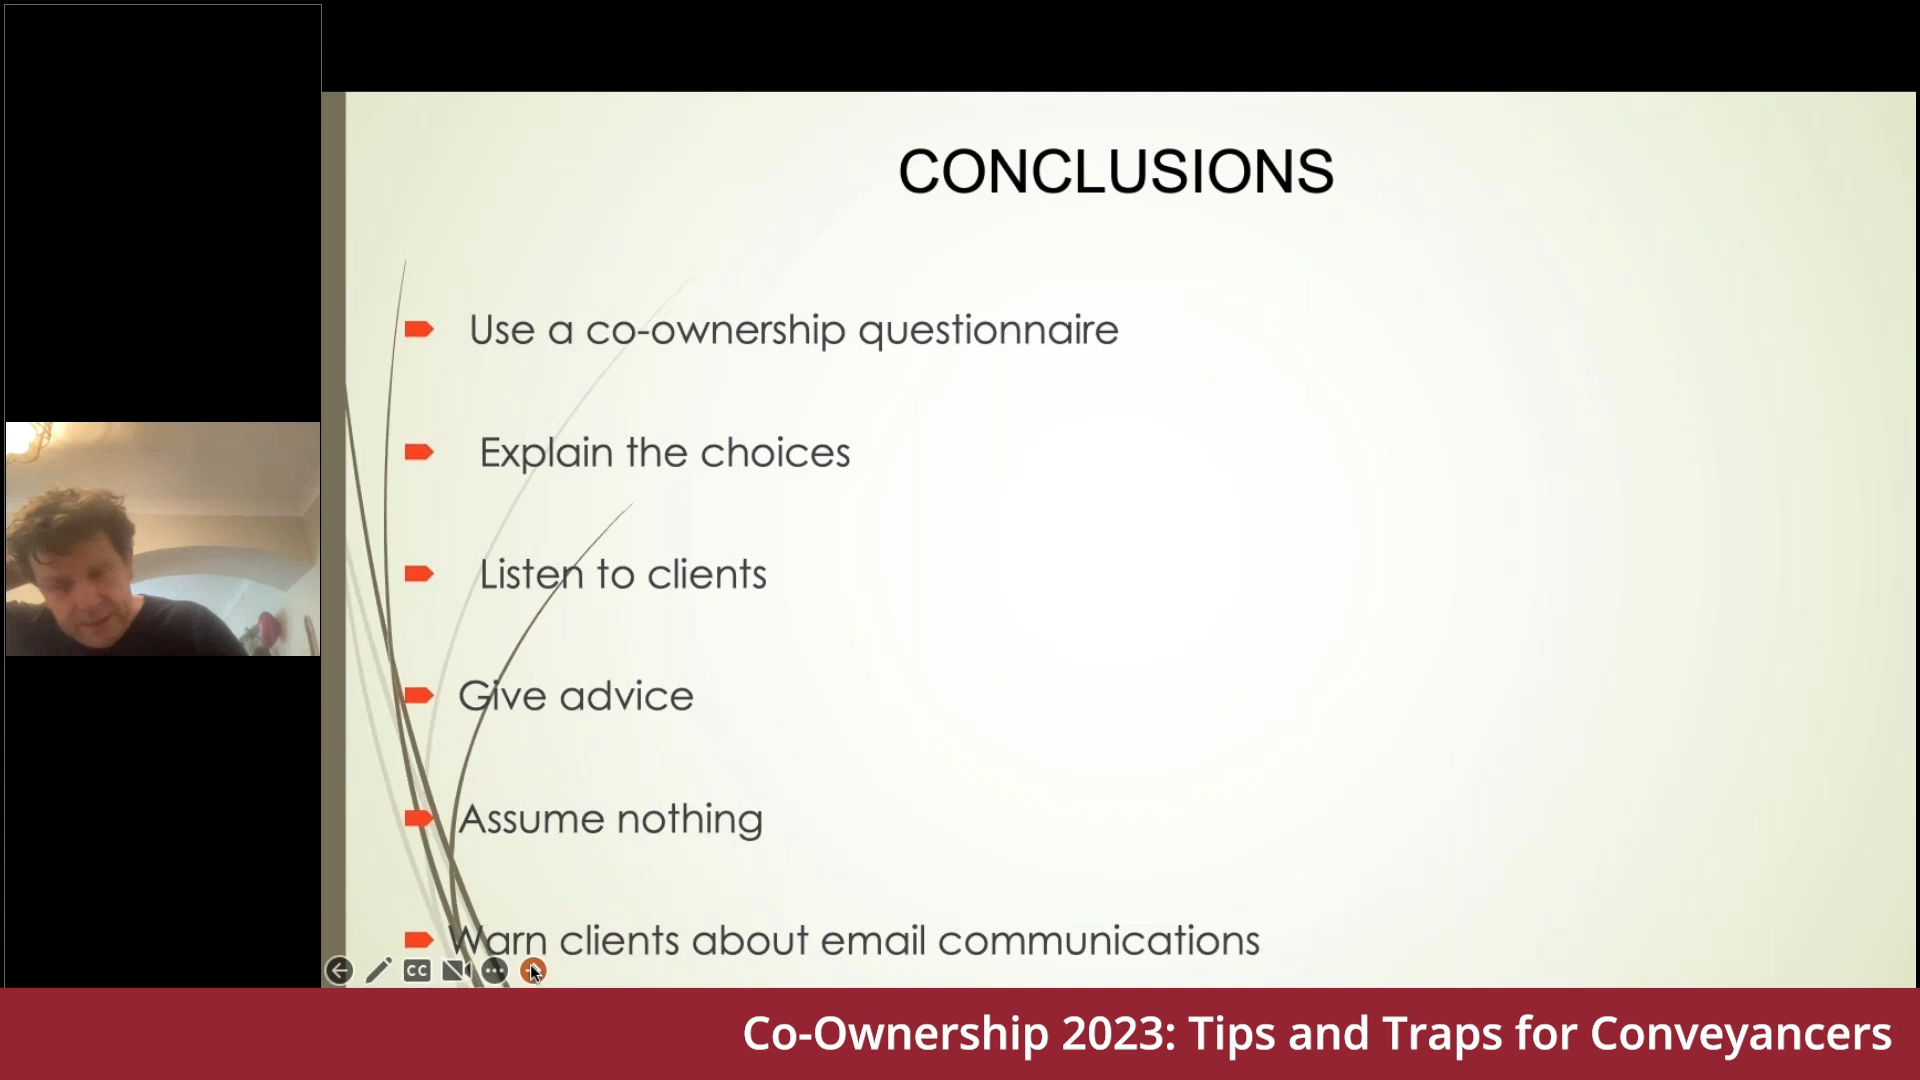 CONCLUSIONS
Use a co-ownership questionnaire
Explain the choices
Listen to clients
Give advice
Assume nothing
Warn clients about email communications
CC
Co-Ownership 2023: Tips and Traps for Conveyancers